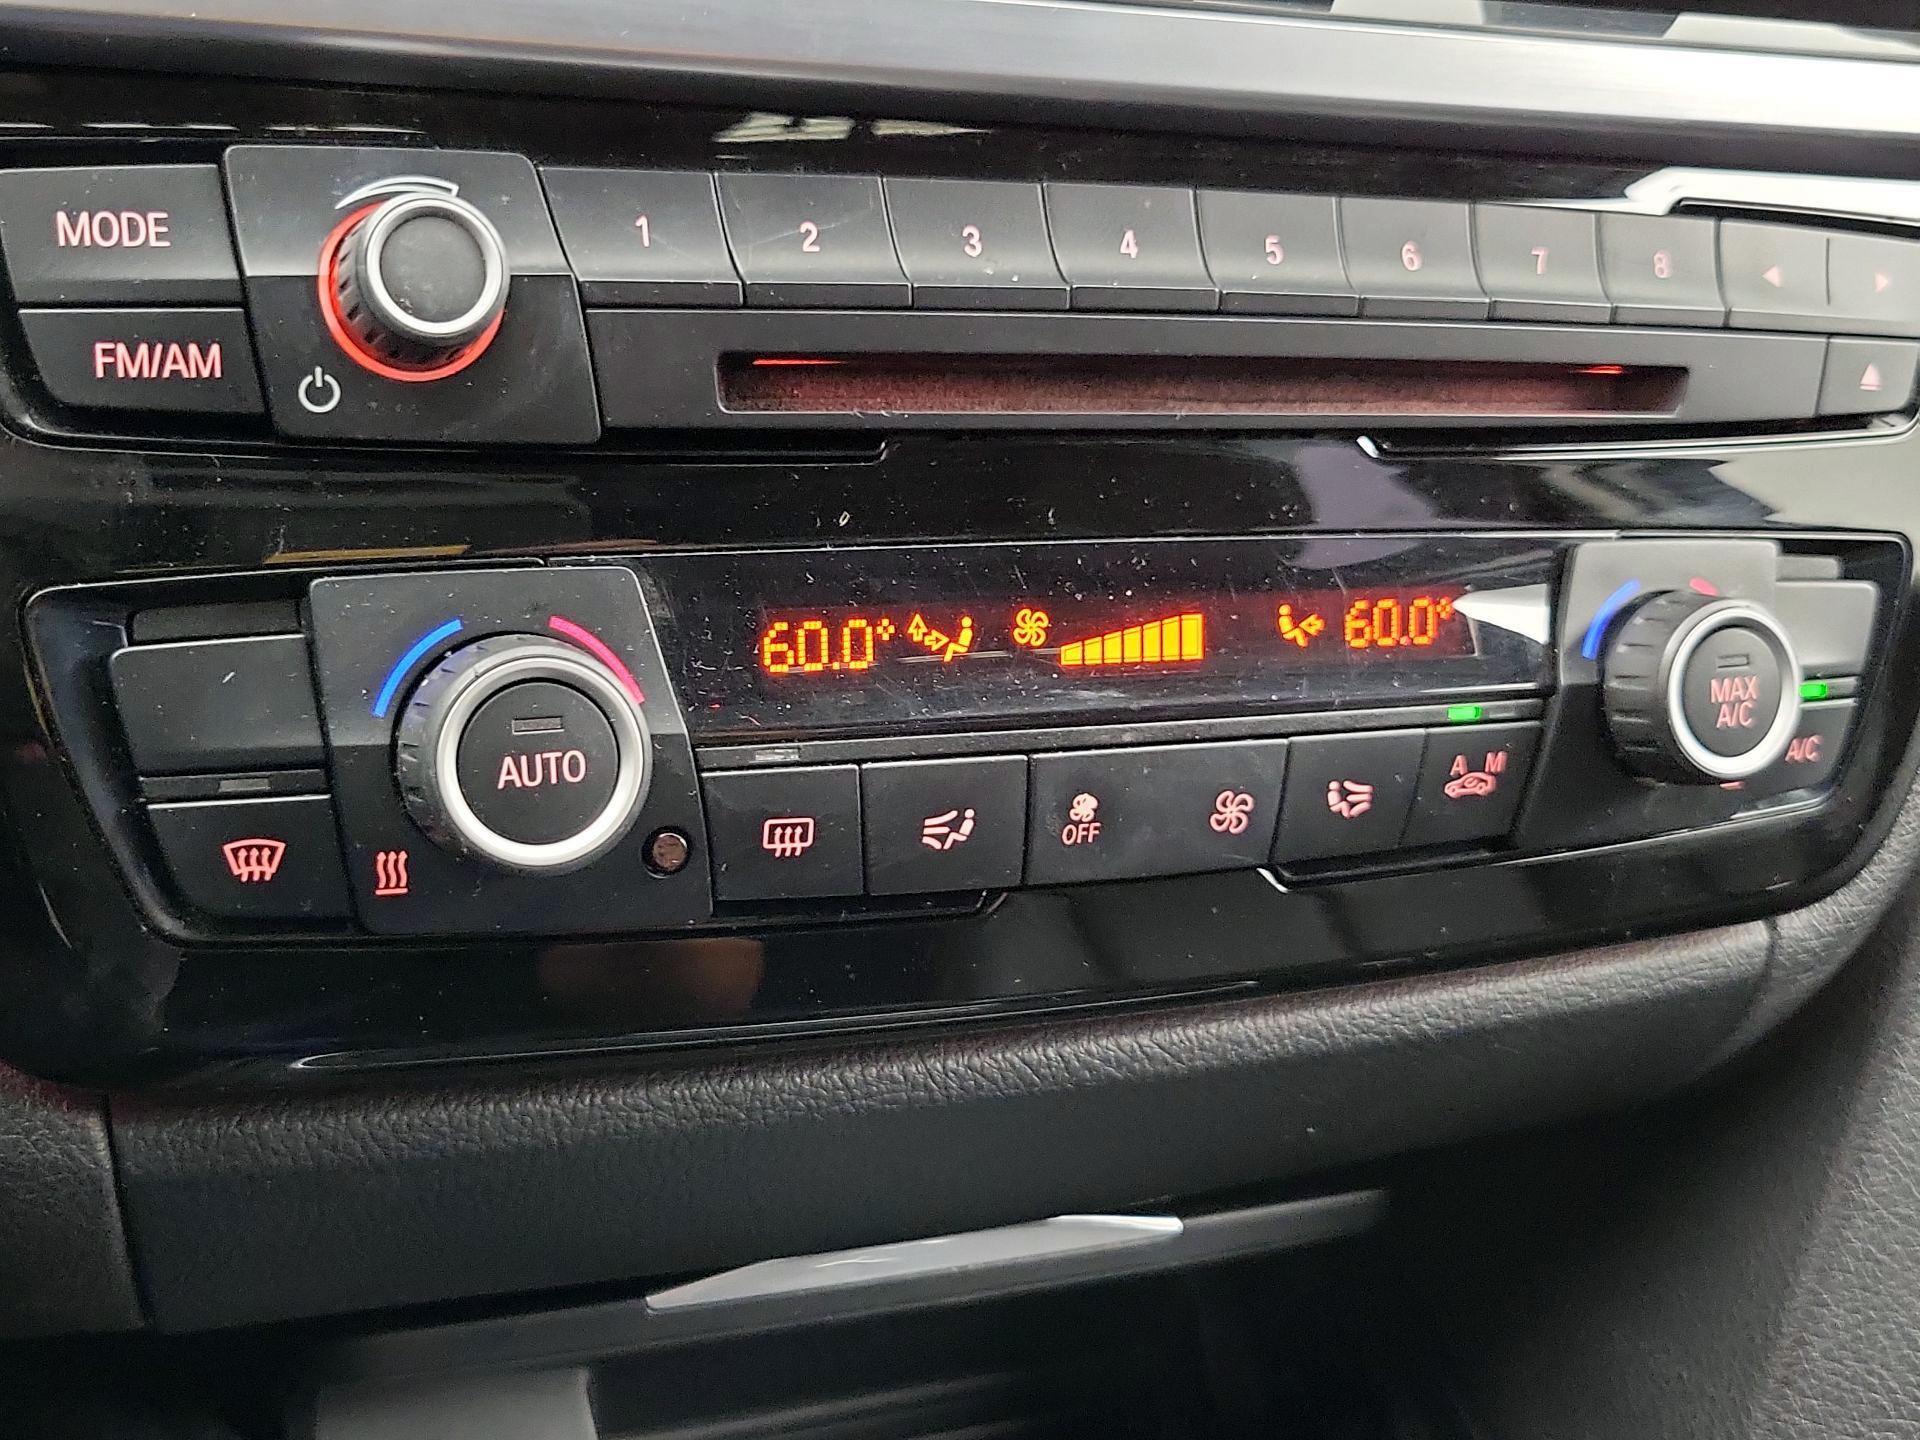 MODE
1 2 3 4 5 6 7 8
FM/AM
60.0° 60.0°
AUTO
MAX
A/C
A/C
OFF
A M